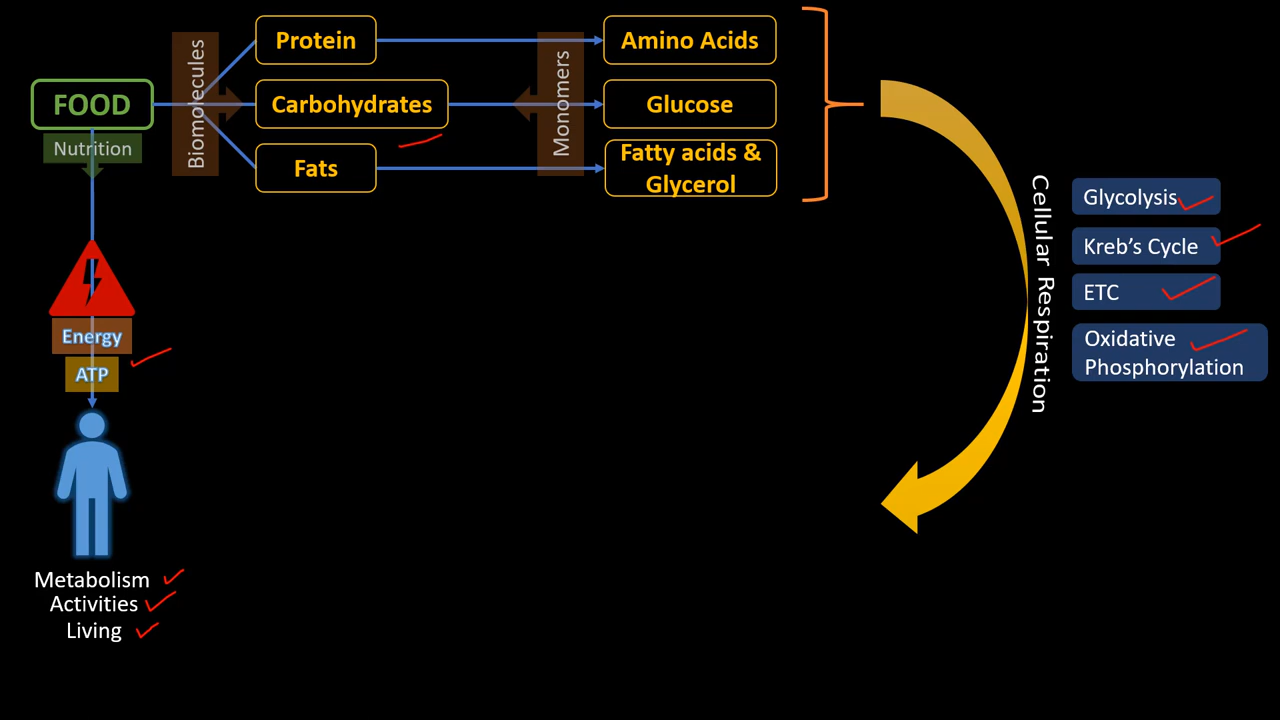 FOOD
Nutrition
Biomolecules
Protein
Carbohydrates
Fats
Monomers
Amino Acids
Glucose
Fatty acids &
Glycerol
Cellular Respiration
Glycolysis
Kreb’s Cycle
ETC
Oxidative
Phosphorylation
Energy
ATP
Metabolism
Activities
Living